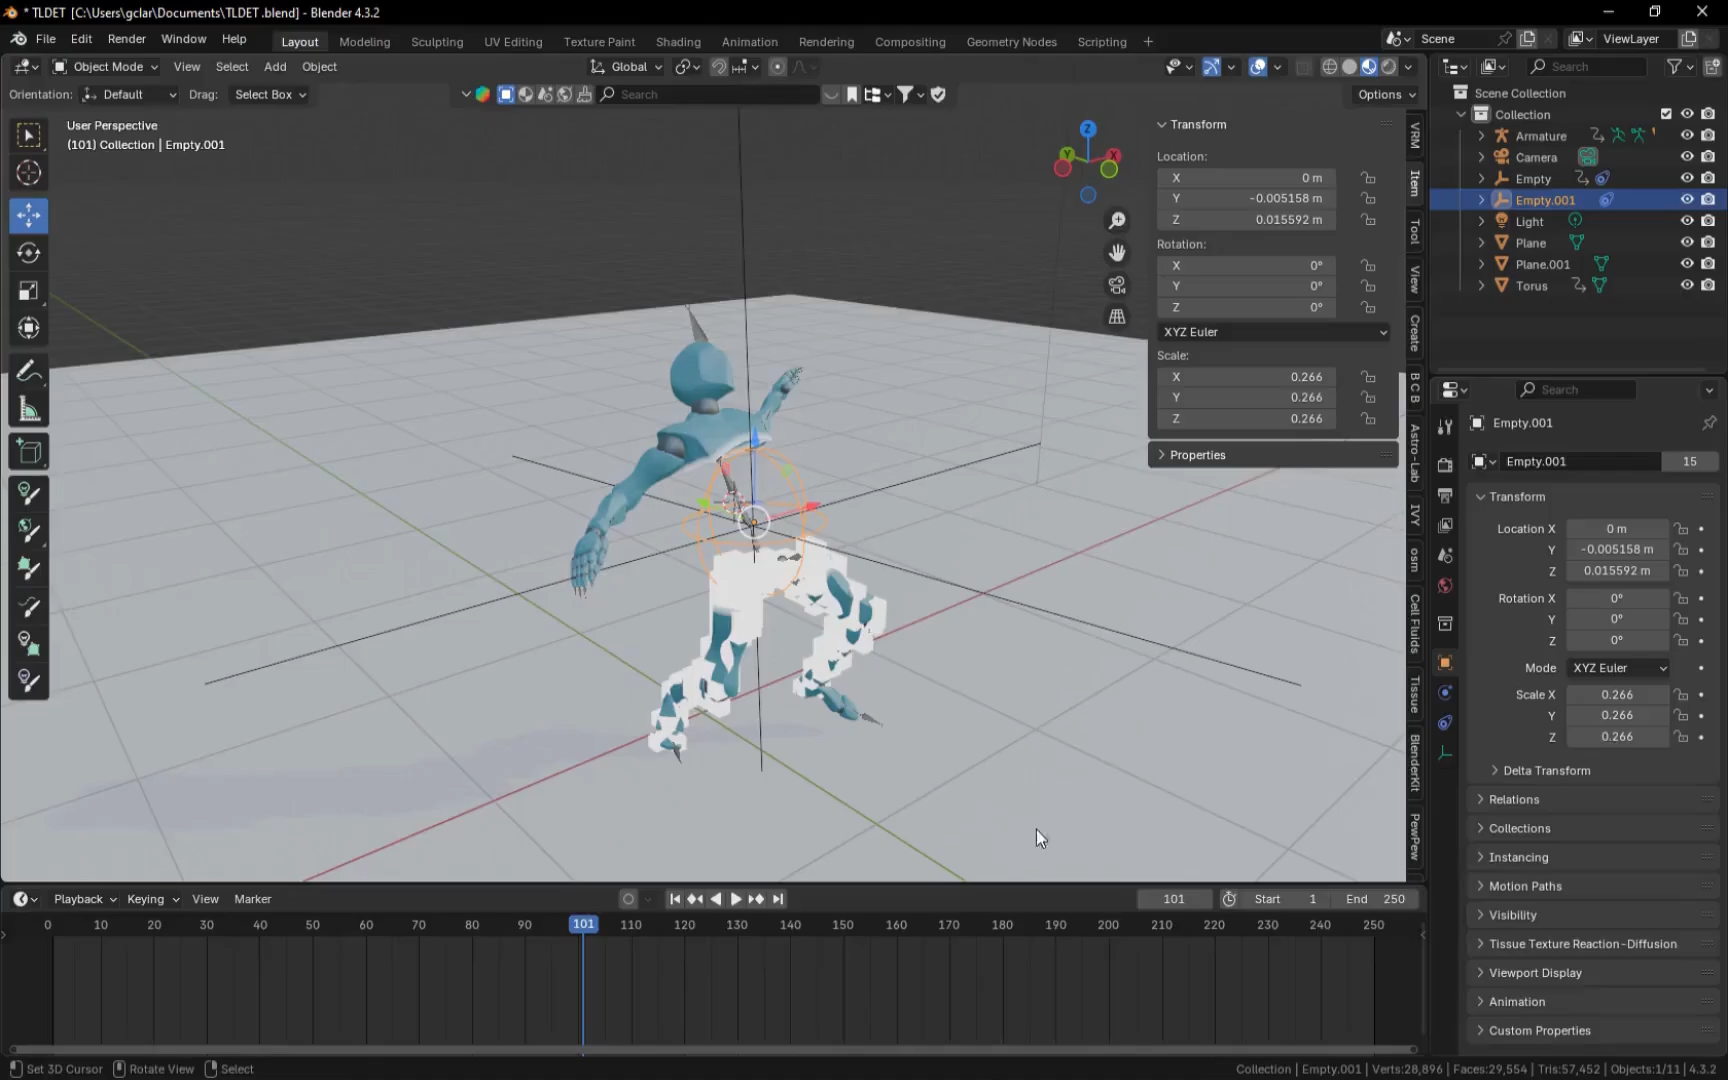 * TLDET [C:\Users\gclar\Documents\TLDET .blend] - Blender 4.3.2
File Edit Render Window Help Layout Modeling Sculpting UV Editing Texture Paint Shading Animation Rendering Compositing Geometry Nodes Scripting + Scene ViewLayer
Object Mode View Select Add Object Global Search
Orientation: Default Drag: Select Box Search Options
User Perspective
(101) Collection | Empty.001
Z
Y X
Transform
Location:
X 0 m
Y -0.005158 m
Z 0.015592 m
Rotation:
X 0°
Y 0°
Z 0°
XYZ Euler
Scale:
X 0.266
Y 0.266
Z 0.266
Properties
VRM
Item
Tool
View
Create
B C B
Astro-Lab
IVY
osm
Cell Fluids
Tissue
BlenderKit
PewPew
Scene Collection
Collection
Armature
Camera
Empty
Empty.001
Light
Plane
Plane.001
Torus
Search
Empty.001
Empty.001 15
Transform
Location X 0 m
Y -0.005158 m
Z 0.015592 m
Rotation X 0°
Y 0°
Z 0°
Mode XYZ Euler
Scale X 0.266
Y 0.266
Z 0.266
Delta Transform
Relations
Collections
Instancing
Motion Paths
Visibility
Tissue Texture Reaction-Diffusion
Viewport Display
Animation
Custom Properties
Playback Keying View Marker 101 Start 1 End 250
0 10 20 30 40 50 60 70 80 90 101 110 120 130 140 150 160 170 180 190 200 210 220 230 240 250
Set 3D Cursor Rotate View Select Collection | Empty.001 | Verts:28,896 | Faces:29,554 | Tris:57,452 | Objects:1/11 | 4.3.2